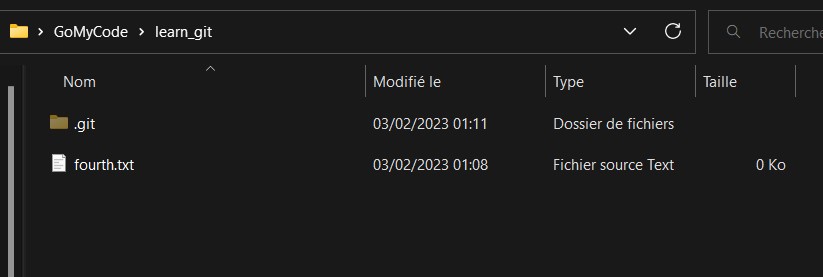 GoMyCode > learn_git
Recherche
Nom Modifié le Type Taille
.git 03/02/2023 01:11 Dossier de fichiers
fourth.txt 03/02/2023 01:08 Fichier source Text 0 Ko